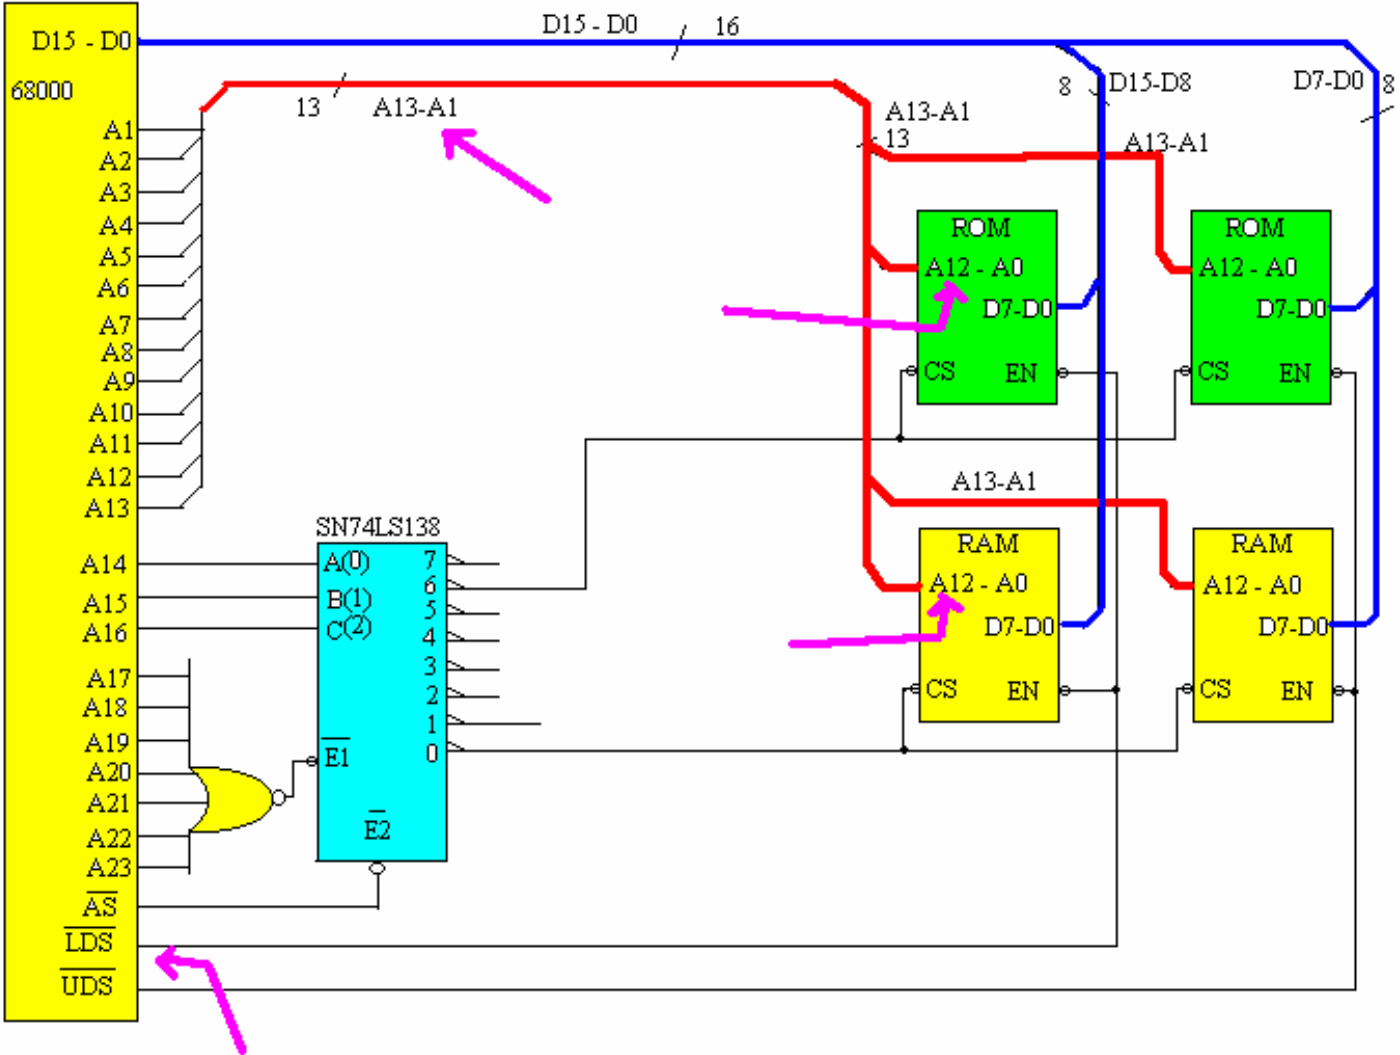 D15 - D0
D15 - D0
16
68000
13
A13-A1
A13-A1
13
8
D15-D8
D7-D0
8
A13-A1
A1
A2
A3
A4
A5
A6
A7
A8
A9
A10
A11
A12
A13
A14
A15
A16
A17
A18
A19
A20
A21
A22
A23
AS
LDS
UDS
SN74LS138
A(0)
B(1)
C(2)
7
6
5
4
3
2
1
0
E1
E2
ROM
A12 - A0
D7-D0
CS
EN
ROM
A12 - A0
D7-D0
CS
EN
A13-A1
RAM
A12 - A0
D7-D0
CS
EN
RAM
A12 - A0
D7-D0
CS
EN